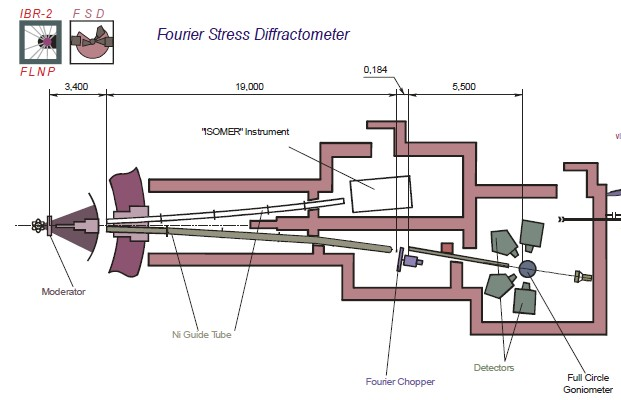 IBR-2
F S D
FLNP
Fourier Stress Diffractometer
0,184
3,400
19,000
5,500
"ISOMER" Instrument
Moderator
Ni Guide Tube
Fourier Chopper
Detectors
Full Circle
Goniometer